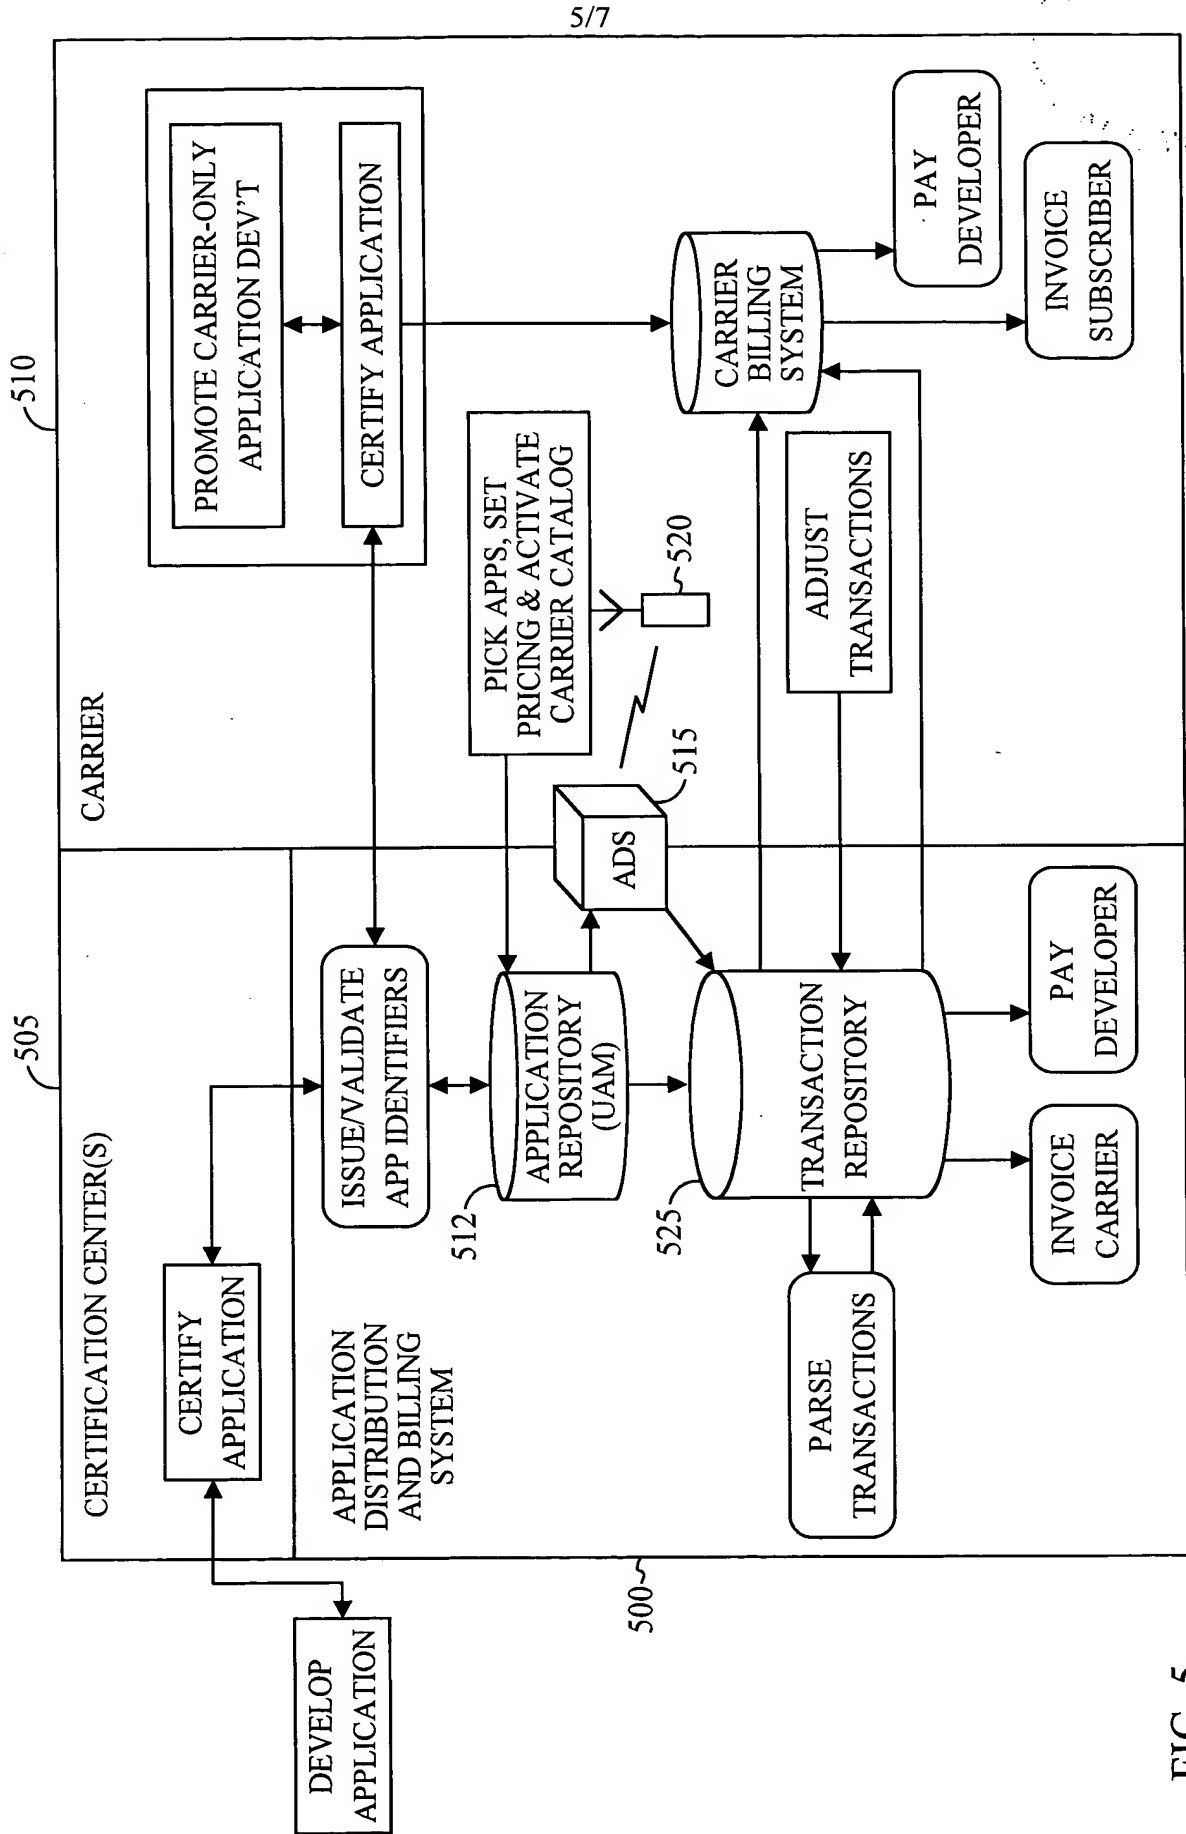 5/7
510
505
500
CARRIER
CERTIFICATION CENTER(S)
PROMOTE CARRIER-ONLY
APPLICATION DEV'T
CERTIFY APPLICATION
CERTIFY
APPLICATION
DEVELOP
APPLICATION
ISSUE/VALIDATE
APP IDENTIFIERS
APPLICATION
DISTRIBUTION
AND BILLING
SYSTEM
PICK APPS, SET
PRICING & ACTIVATE
CARRIER CATALOG
520
512
APPLICATION
REPOSITORY
(UAM)
ADS
515
525
TRANSACTION
REPOSITORY
CARRIER
BILLING
SYSTEM
ADJUST
TRANSACTIONS
PARSE
TRANSACTIONS
PAY
DEVELOPER
INVOICE
SUBSCRIBER
PAY
DEVELOPER
INVOICE
CARRIER
FIG. 5